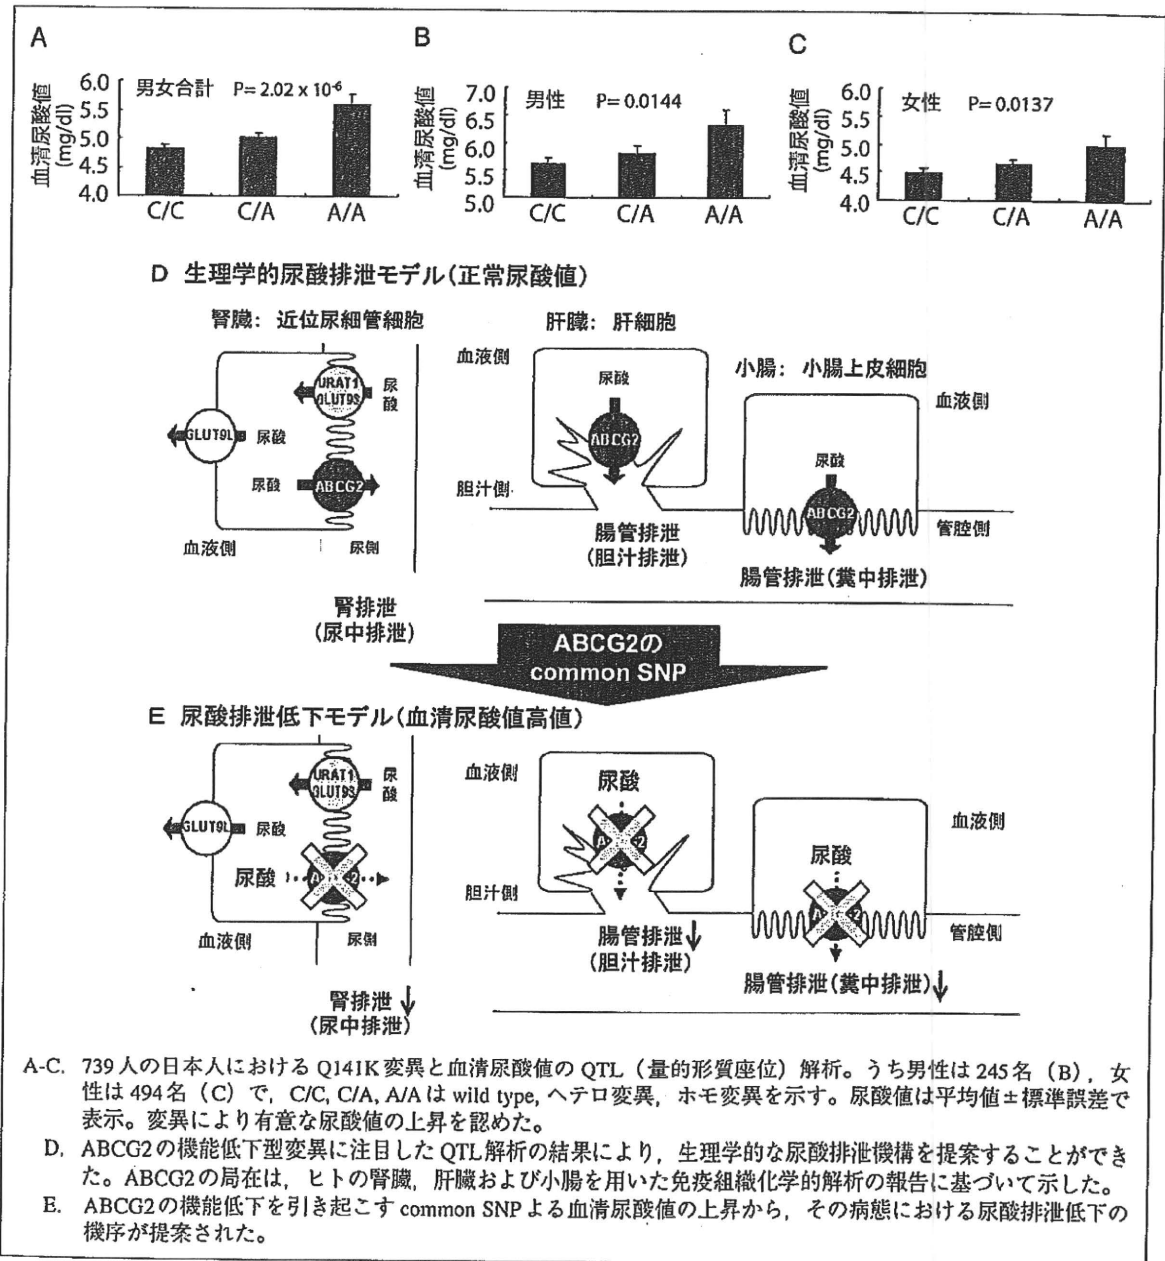 A
男女合計 P= 2.02 x 10-6
血清尿酸値
(mg/dl)
6.0
5.5
5.0
4.5
4.0
C/C C/A A/A
B
男性 P= 0.0144
血清尿酸値
(mg/dl)
7.0
6.5
6.0
5.5
5.0
C/C C/A A/A
C
女性 P= 0.0137
血清尿酸値
(mg/dl)
6.0
5.5
5.0
4.5
4.0
C/C C/A A/A
D 生理学的尿酸排泄モデル(正常尿酸値)
腎臓: 近位尿細管細胞
URAT1
GLUT9S
尿酸
GLUT9L
尿酸
尿酸
ABCG2
血液側
尿側
腎排泄
(尿中排泄)
肝臓: 肝細胞
血液側
尿酸
ABCG2
胆汁側
腸管排泄
(胆汁排泄)
小腸: 小腸上皮細胞
血液側
尿酸
ABCG2
管腔側
腸管排泄(糞中排泄)
ABCG2の
common SNP
E 尿酸排泄低下モデル(血清尿酸値高値)
URAT1
GLUT9S
尿酸
GLUT9L
尿酸
尿酸
A 2
血液側
尿側
腎排泄↓
(尿中排泄)
血液側
尿酸
A 2
胆汁側
腸管排泄↓
(胆汁排泄)
尿酸
血液側
A 2
管腔側
腸管排泄(糞中排泄)↓
A-C. 739人の日本人におけるQ141K変異と血清尿酸値のQTL(量的形質座位)解析。うち男性は245名(B),女
性は494名(C)で,C/C, C/A, A/Aはwild type,ヘテロ変異,ホモ変異を示す。尿酸値は平均値±標準誤差で
表示。変異により有意な尿酸値の上昇を認めた。
D, ABCG2の機能低下型変異に注目したQTL解析の結果により,生理学的な尿酸排泄機構を提案することができ
た。ABCG2の局在は,ヒトの腎臓,肝臓および小腸を用いた免疫組織化学的解析の報告に基づいて示した。
E. ABCG2の機能低下を引き起こすcommon SNPよる血清尿酸値の上昇から,その病態における尿酸排泄低下の
機序が提案された。